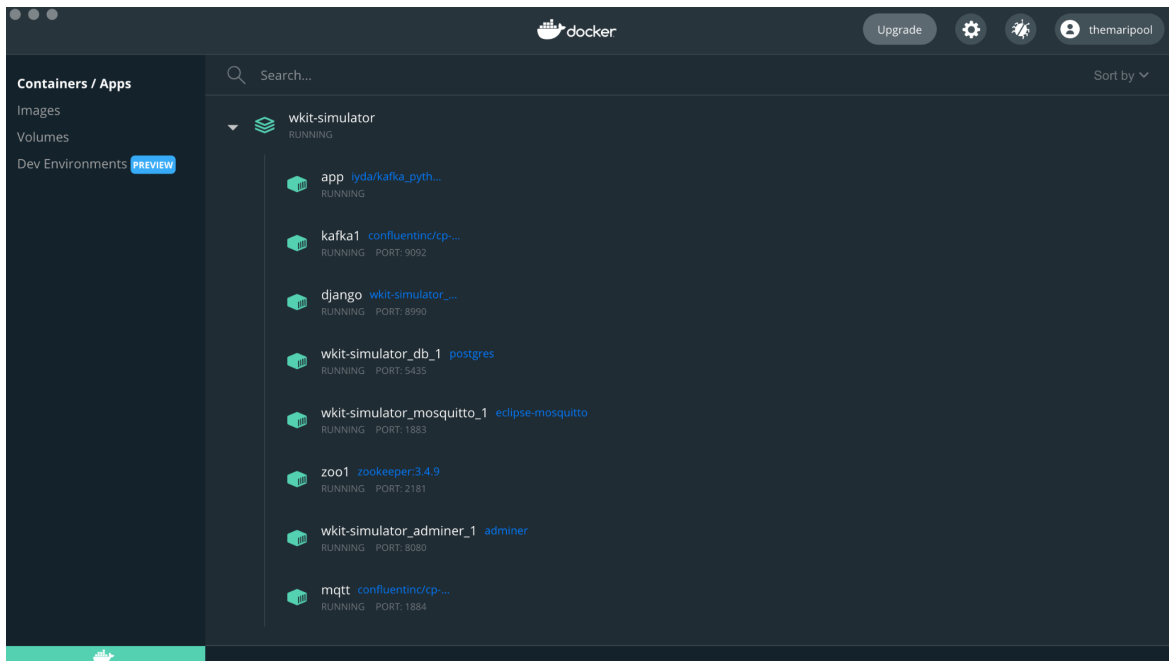 docker
Upgrade
themaripool
Containers / Apps
Images
Volumes
Dev Environments PREVIEW
Search...
Sort by
wkit-simulator
RUNNING
app iyda/kafka_pyth...
RUNNING
kafka1 confluentinc/cp-...
RUNNING PORT: 9092
django wkit-simulator_...
RUNNING PORT: 8990
wkit-simulator_db_1 postgres
RUNNING PORT: 5435
wkit-simulator_mosquitto_1 eclipse-mosquitto
RUNNING PORT: 1883
zoo1 zookeeper:3.4.9
RUNNING PORT: 2181
wkit-simulator_adminer_1 adminer
RUNNING PORT: 8080
mqtt confluentinc/cp-...
RUNNING PORT: 1884